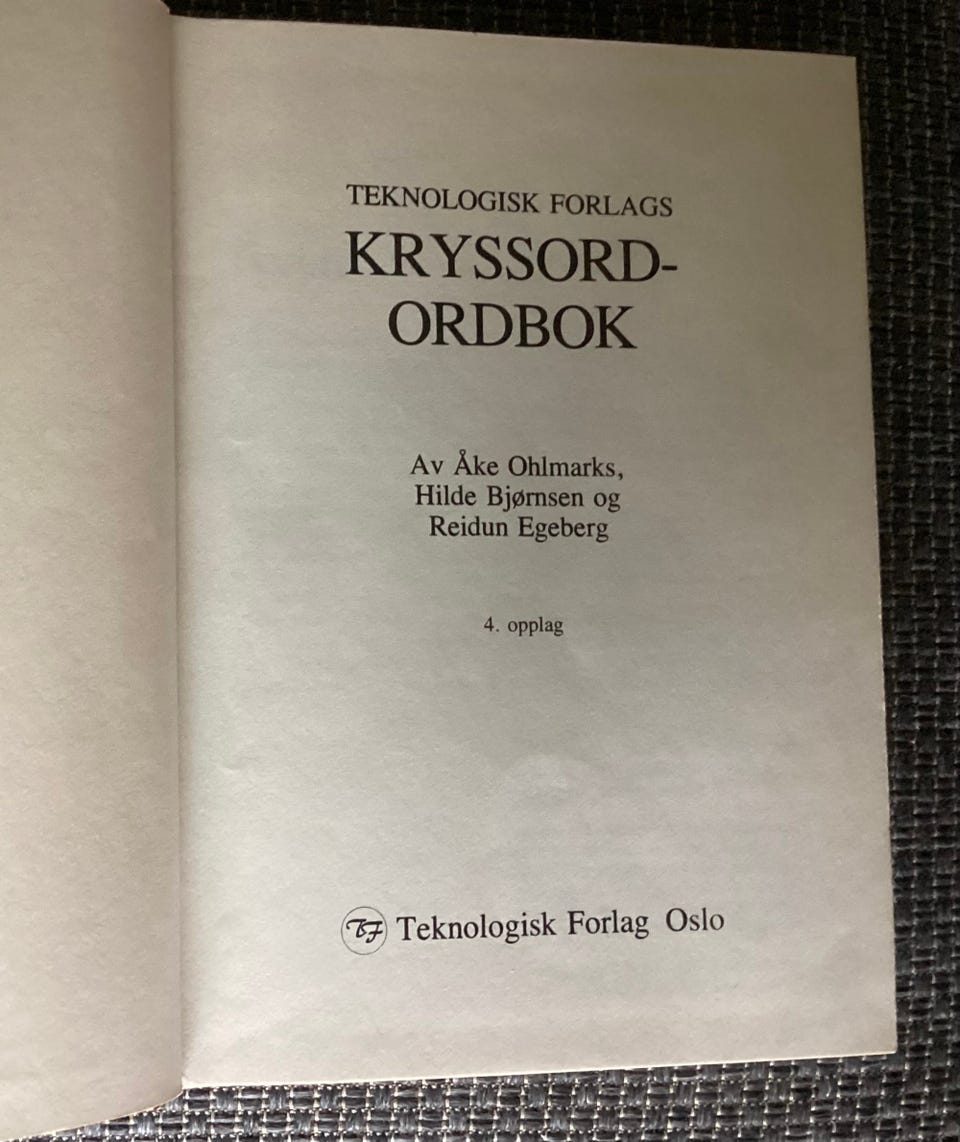 TEKNOLOGISK FORLAGS
KRYSSORD-
ORDBOK
Av Åke Ohlmarks,
Hilde Bjørnsen og
Reidun Egeberg
4. opplag
TF Teknologisk Forlag Oslo